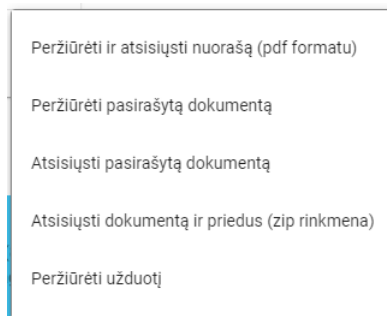 Peržiūrėti ir atsisiųsti nuorašą (pdf formatu)
Peržiūrėti pasirašytą dokumentą
Atsisiųsti pasirašytą dokumentą
Atsisiųsti dokumentą ir priedus (zip rinkmena)
Peržiūrėti užduotį